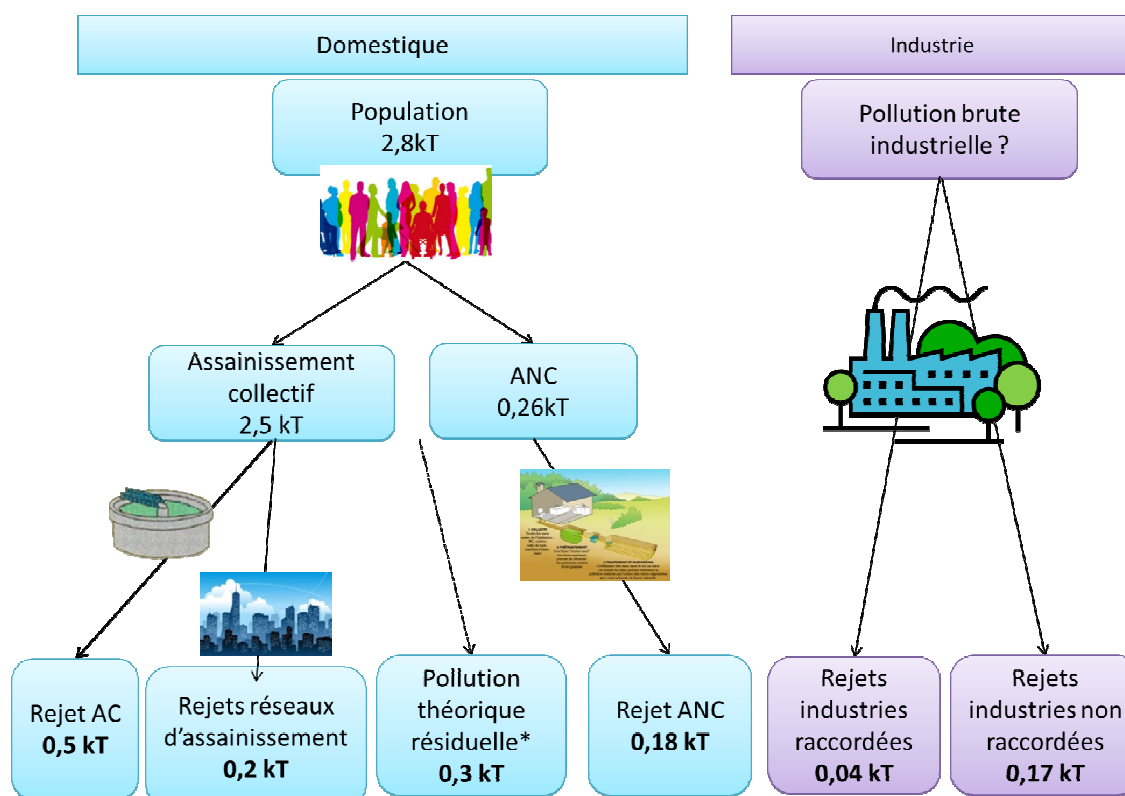 Domestique
Industrie
Population
2,8kT
Pollution brute
industrielle ?
Assainissement
collectif
2,5 kT
ANC
0,26kT
Rejet AC
0,5 kT
Rejets réseaux
d'assainissement
0,2 kT
Pollution
théorique
résiduelle*
0,3 kT
Rejet ANC
0,18 kT
Rejets
industries
raccordées
0,04 kT
Rejets
industries non
raccordées
0,17 kT